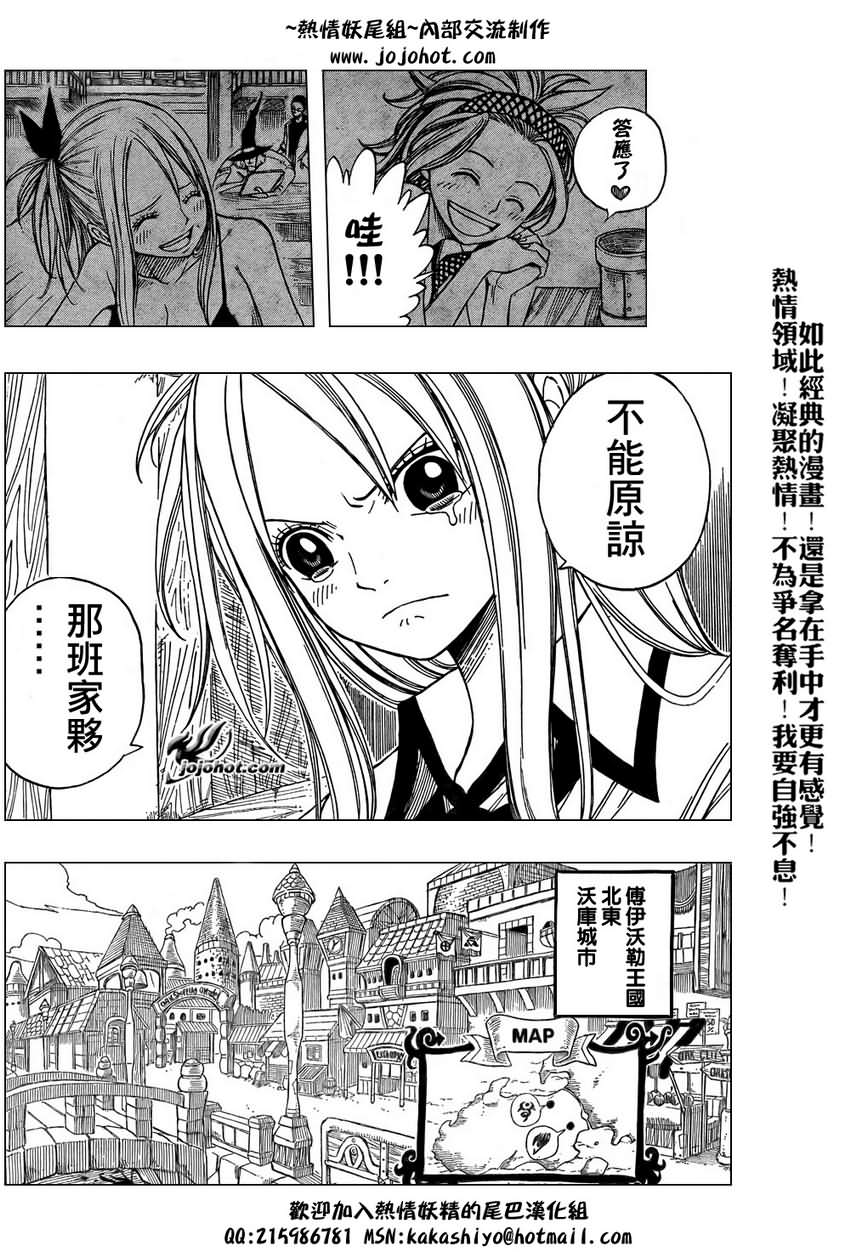 ~熱情妖尾組~內部交流制作
www.jojohot.com
答應了♥
哇!!!
不能原諒
那班家夥
……
jojohot.com
傅伊沃勒王國
北東
沃庫城市
MAP
如此經典的漫畫!還是拿在手中才更有感覺!
熱情領域!凝聚熱情!不為爭名奪利!我要自強不息!
歡迎加入熱情妖精的尾巴漢化組
QQ:215986781 MSN:kakashiyo@hotmail.com